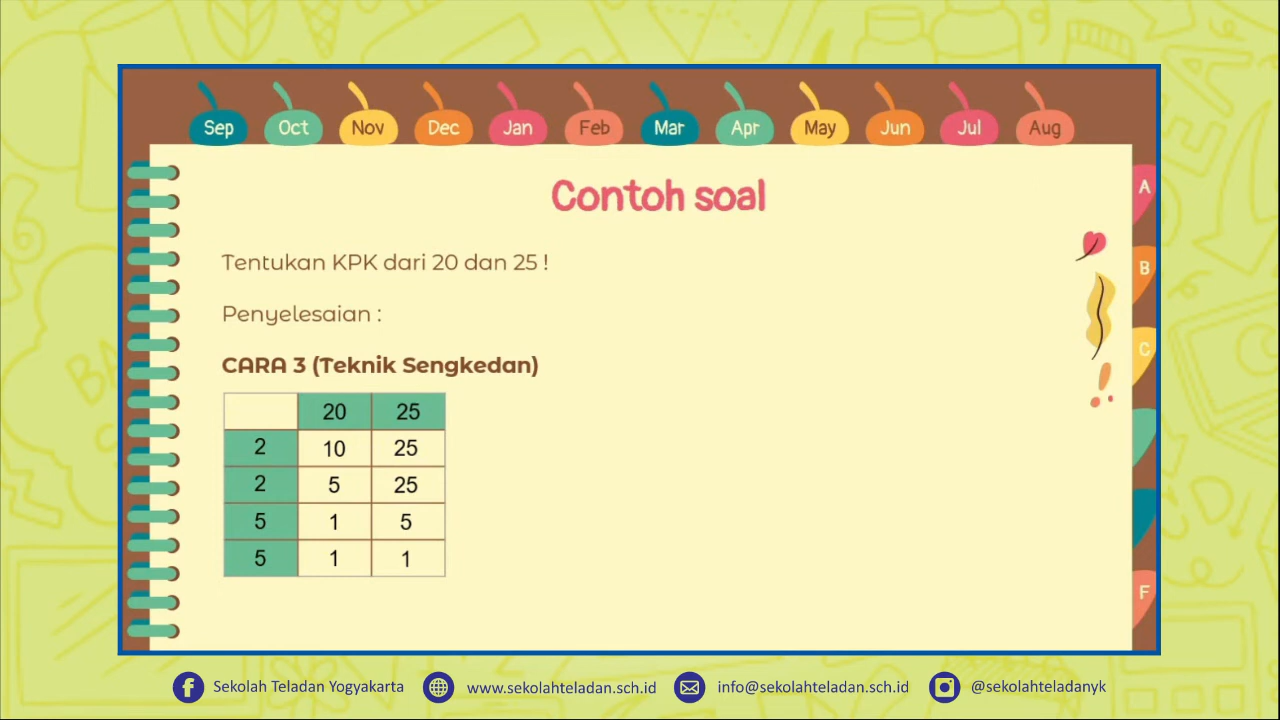 Sep Oct Nov Dec Jan Feb Mar Apr May Jun Jul Aug
Contoh soal
Tentukan KPK dari 20 dan 25 !
Penyelesaian :
CARA 3 (Teknik Sengkedan)
20 25
2 10 25
2 5 25
5 1 5
5 1 1
A
B
C
F
Sekolah Teladan Yogyakarta www.sekolahteladan.sch.id info@sekolahteladan.sch.id @sekolahteladanyk